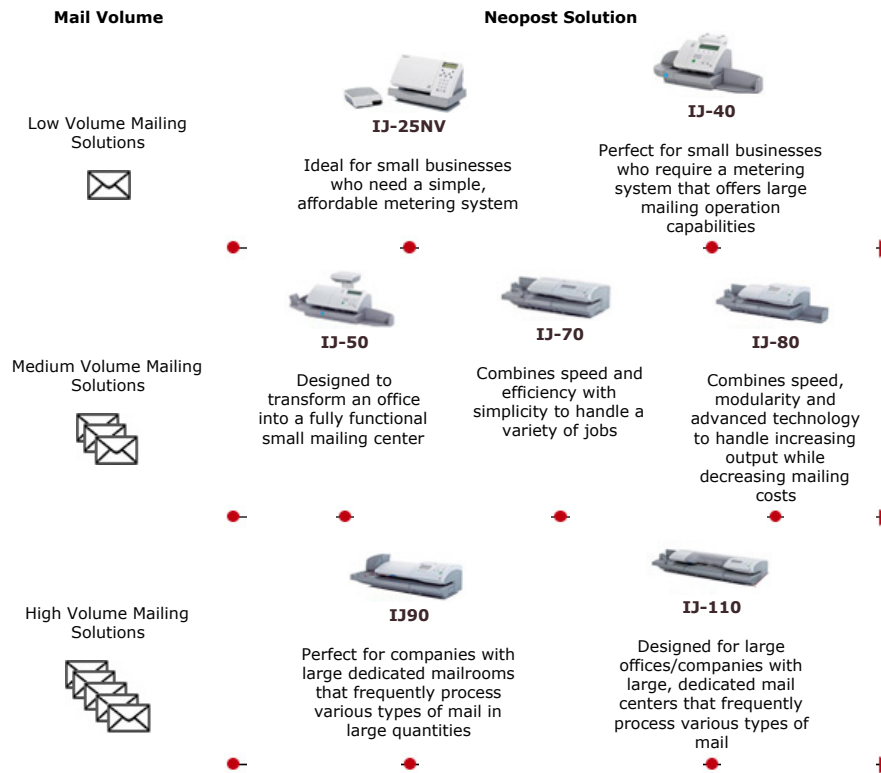 Mail Volume
Neopost Solution
Low Volume Mailing
Solutions
IJ-25NV
Ideal for small businesses
who need a simple,
affordable metering system
IJ-40
Perfect for small businesses
who require a metering
system that offers large
mailing operation
capabilities
Medium Volume Mailing
Solutions
IJ-50
Designed to
transform an office
into a fully functional
small mailing center
IJ-70
Combines speed and
efficiency with
simplicity to handle a
variety of jobs
IJ-80
Combines speed,
modularity and
advanced technology
to handle increasing
output while
decreasing mailing
costs
High Volume Mailing
Solutions
IJ90
Perfect for companies with
large dedicated mailrooms
that frequently process
various types of mail in
large quantities
IJ-110
Designed for large
offices/companies with
large, dedicated mail
centers that frequently
process various types of
mail